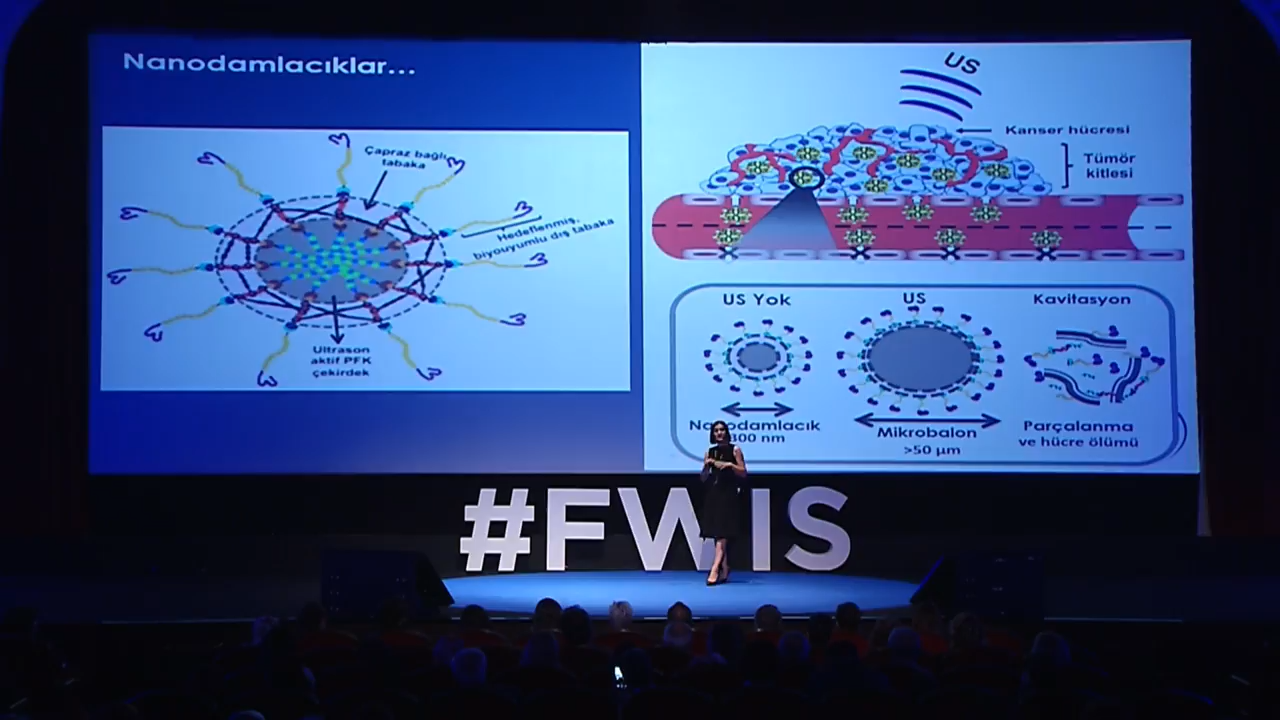 Nanodamlacıklar...
Çapraz bağlı
tabaka
Hedeflenmiş,
biyouyumlu dış tabaka
Ultrason
aktif PFK
çekirdek
US
Kanser hücresi
Tümör
kitlesi
US Yok
US
Kavitasyon
Nanodamlacık
300 nm
Mikrobalon
>50 µm
Parçalanma
ve hücre ölümü
#FWIS